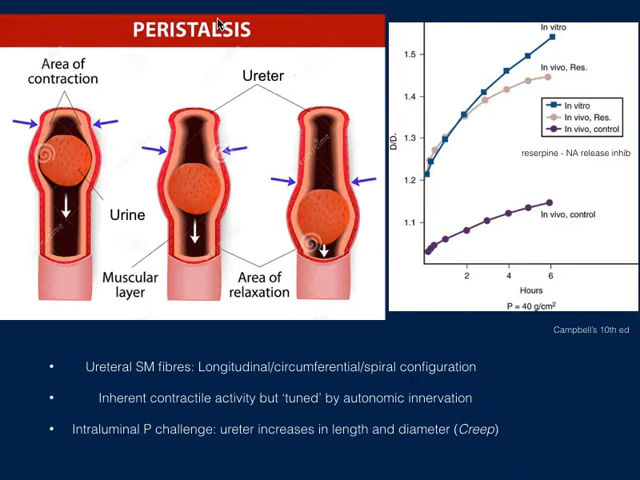 PERISTALSIS
Area of
contraction
Ureter
Urine
Muscular
layer
Area of
relaxation
In vitro
In vivo, Res.
In vitro
In vivo, Res.
In vivo, control
reserpine - NA release inhib
In vivo, control
D/D.
1.5
1.4
1.3
1.2
1.1
2 4 6
Hours
P = 40 g/cm²
Campbell's 10th ed
• Ureteral SM fibres: Longitudinal/circumferential/spiral configuration
• Inherent contractile activity but 'tuned' by autonomic innervation
• Intraluminal P challenge: ureter increases in length and diameter (Creep)